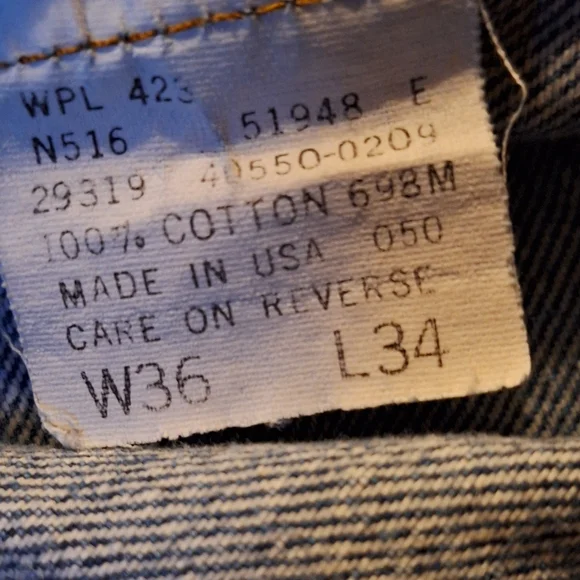 WPL 423
N516 51948 E
29319 40550-0209
100% COTTON 698M
MADE IN USA 050
CARE ON REVERSE
W36 L34